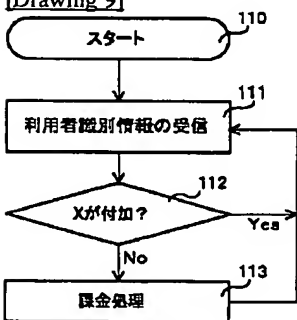 [Drawing 9]
110
スタート
111
利用者識別情報の受信
112
Xが付加?
Yes
No
113
課金処理